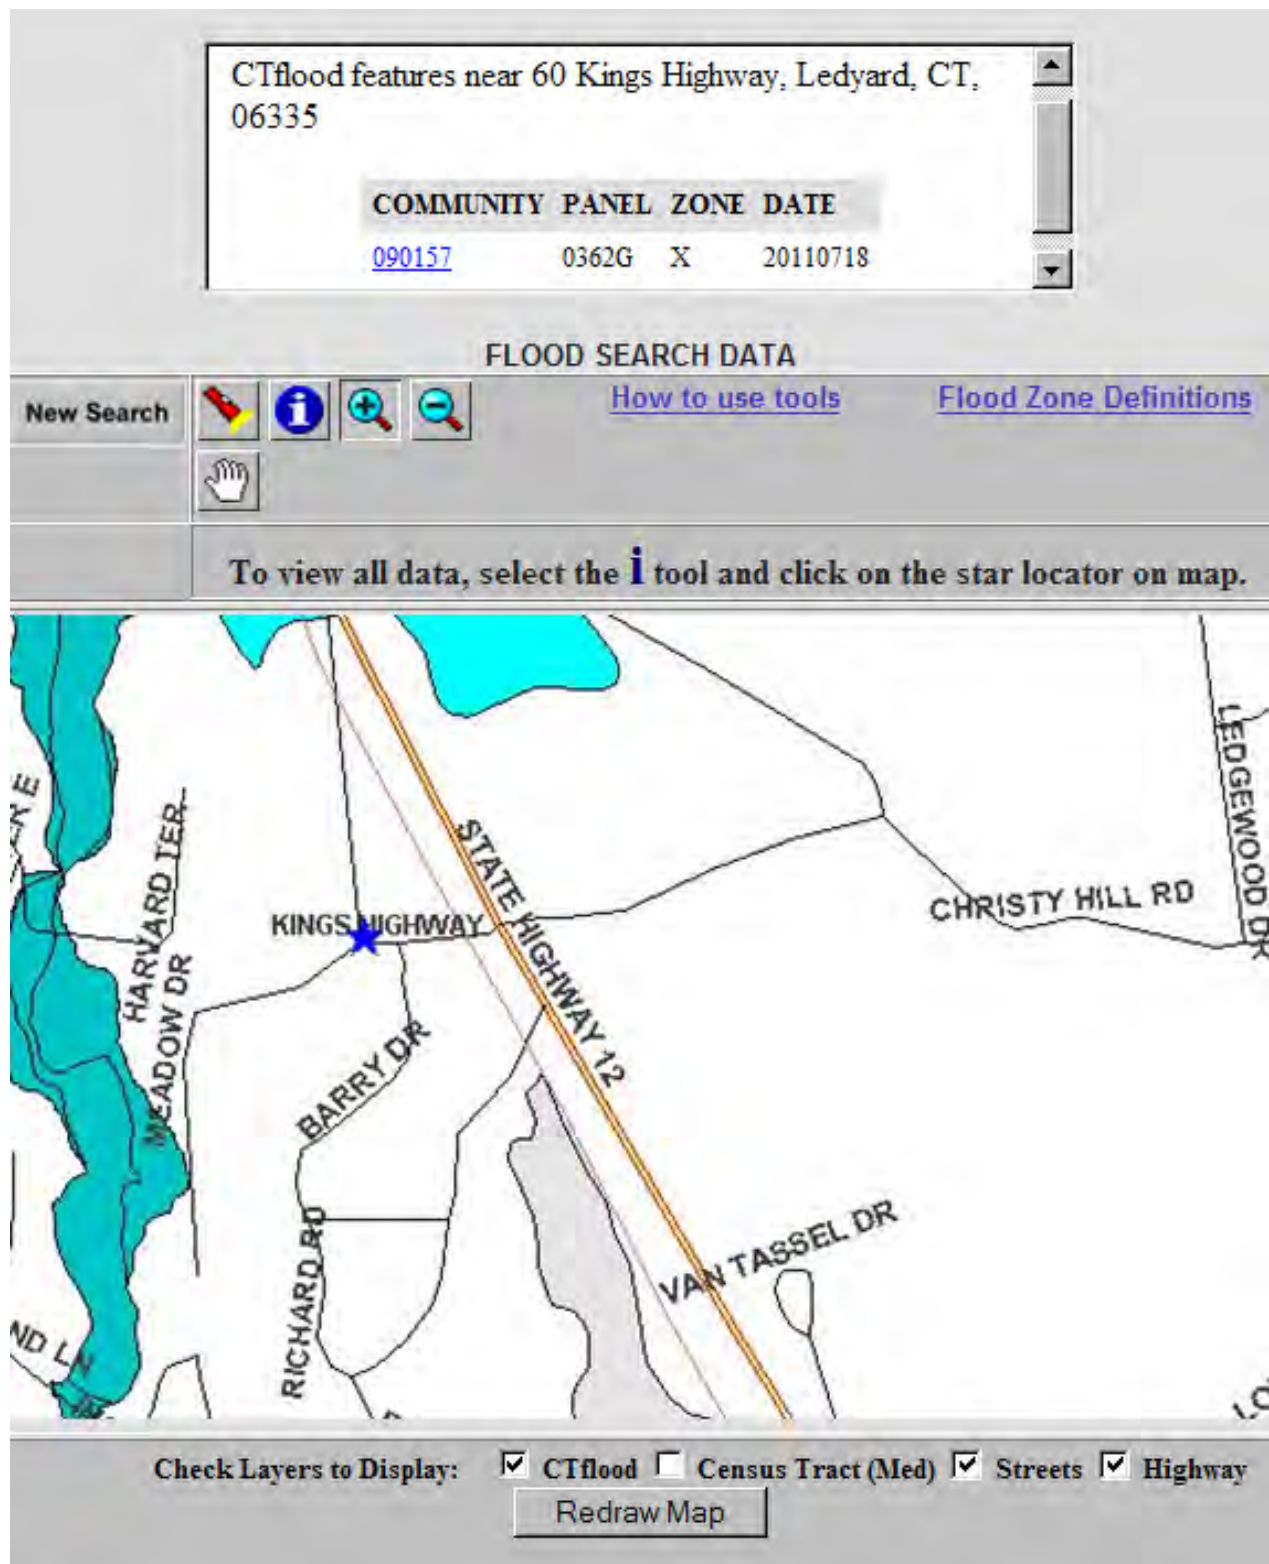 CTflood features near 60 Kings Highway, Ledyard, CT,
06335
COMMUNITY PANEL ZONE DATE
090157 0362G X 20110718
FLOOD SEARCH DATA
New Search
How to use tools
Flood Zone Definitions
To view all data, select the i tool and click on the star locator on map.
LEDGEWOOD DR
HARVARD TER
STATE HIGHWAY 12
CHRISTY HILL RD
KINGS HIGHWAY
MEADOW DR
BARRY DR
VAN TASSEL DR
RICHARD RD
ND LN
Check Layers to Display: CTflood Census Tract (Med) Streets Highway
Redraw Map